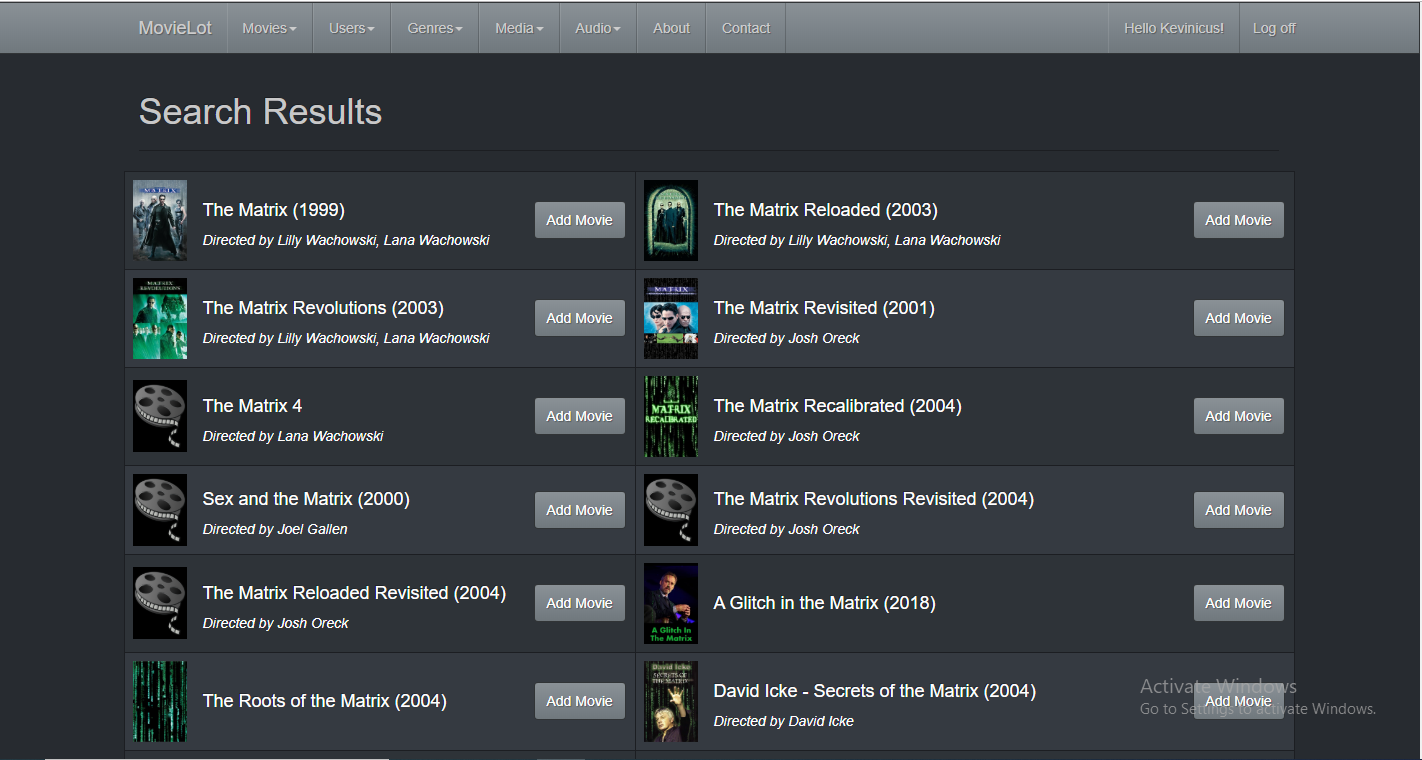 MovieLot Movies Users Genres Media Audio About Contact Hello Kevinicus! Log off
Search Results
The Matrix (1999)
Directed by Lilly Wachowski, Lana Wachowski
Add Movie
The Matrix Reloaded (2003)
Directed by Lilly Wachowski, Lana Wachowski
Add Movie
The Matrix Revolutions (2003)
Directed by Lilly Wachowski, Lana Wachowski
Add Movie
The Matrix Revisited (2001)
Directed by Josh Oreck
Add Movie
The Matrix 4
Directed by Lana Wachowski
Add Movie
MATRIX
RECALIBRATED
The Matrix Recalibrated (2004)
Directed by Josh Oreck
Add Movie
Sex and the Matrix (2000)
Directed by Joel Gallen
Add Movie
The Matrix Revolutions Revisited (2004)
Directed by Josh Oreck
Add Movie
The Matrix Reloaded Revisited (2004)
Directed by Josh Oreck
Add Movie
A Glitch In
The Matrix
A Glitch in the Matrix (2018)
Add Movie
The Roots of the Matrix (2004)
Add Movie
David Icke
SECRETS OF
THE MATRIX
David Icke - Secrets of the Matrix (2004)
Directed by David Icke
Add Movie
Activate Windows
Go to Settings to activate Windows.